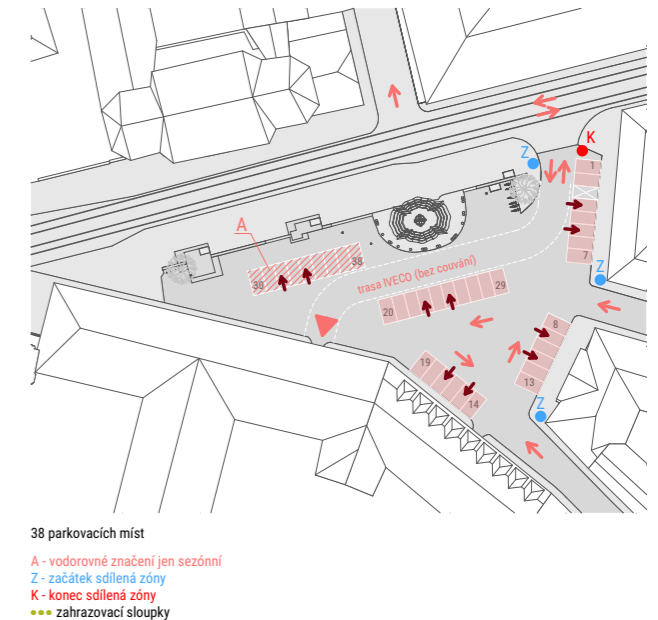 K
Z
1
A
38
30
trasa IVECO (bez couvání)
7
Z
29
20
8
19
13
14
Z
38 parkovacích míst
A - vodorovné značení jen sezónní
Z - začátek sdílená zóny
K - konec sdílená zóny
zahrazovací sloupky